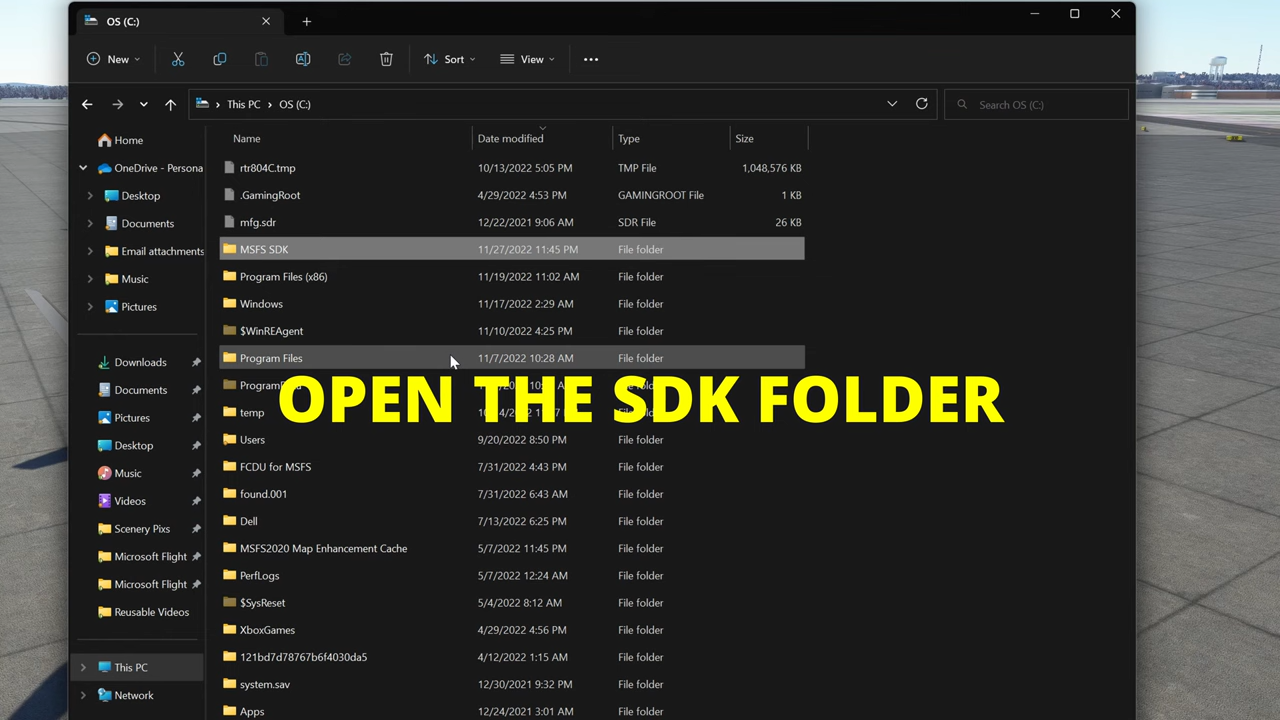 OS (C:)
New Sort View
This PC OS (C:) Search OS (C:)
Home
OneDrive - Persona
Desktop
Documents
Email attachments
Music
Pictures
Downloads
Documents
Pictures
Desktop
Music
Videos
Scenery Pixs
Microsoft Flight
Microsoft Flight
Reusable Videos
This PC
Network
Name Date modified Type Size
rtr804C.tmp 10/13/2022 5:05 PM TMP File 1,048,576 KB
.GamingRoot 4/29/2022 4:53 PM GAMINGROOT File 1 KB
mfg.sdr 12/22/2021 9:06 AM SDR File 26 KB
MSFS SDK 11/27/2022 11:45 PM File folder
Program Files (x86) 11/19/2022 11:02 AM File folder
Windows 11/17/2022 2:29 AM File folder
$WinREAgent 11/10/2022 4:25 PM File folder
Program Files 11/7/2022 10:28 AM File folder
OPEN THE SDK FOLDER
temp File folder
Users 9/20/2022 8:50 PM File folder
FCDU for MSFS 7/31/2022 4:43 PM File folder
found.001 7/31/2022 6:43 AM File folder
Dell 7/13/2022 6:25 PM File folder
MSFS2020 Map Enhancement Cache 5/7/2022 11:45 PM File folder
PerfLogs 5/7/2022 12:24 AM File folder
$SysReset 5/4/2022 8:12 AM File folder
XboxGames 4/29/2022 4:56 PM File folder
121bd7d78767b6f4030da5 4/12/2022 1:15 AM File folder
system.sav 12/30/2021 9:32 PM File folder
Apps 12/24/2021 3:01 AM File folder